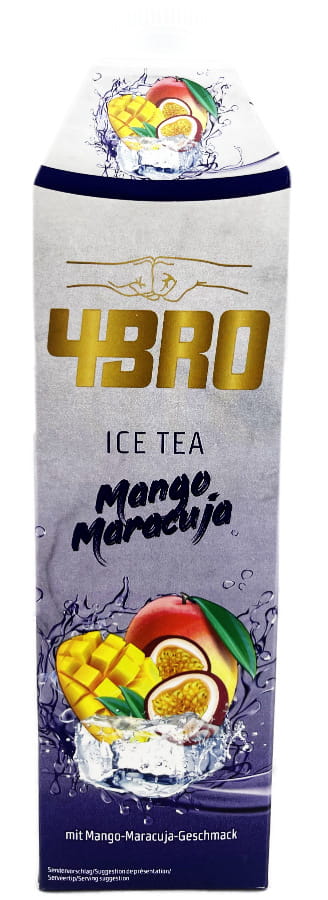 4BRO
ICE TEA
Mango
Maracuja
mit Mango-Maracuja-Geschmack
Serviervorschlag/Suggestion de présentation/
Serveertip/Serving suggestion